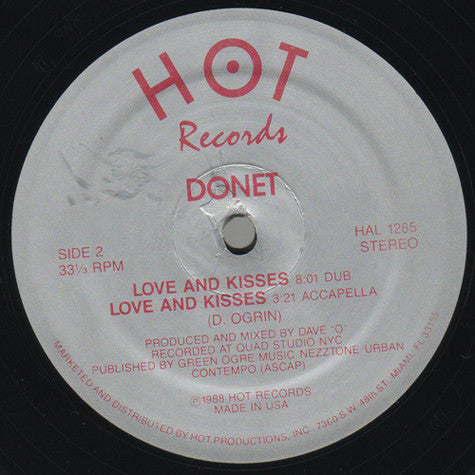 HOT
Records
DONET
SIDE 2
33⅓ RPM
HAL 1285
STEREO
LOVE AND KISSES 8:01 DUB
LOVE AND KISSES 3:21 ACCAPELLA
(D. OGRIN)
PRODUCED AND MIXED BY DAVE "O"
RECORDED AT QUAD STUDIO NYC
PUBLISHED BY GREEN OGRE MUSIC NEZZTONE/URBAN
CONTEMPO (ASCAP)
Ⓟ1988 HOT RECORDS
MADE IN USA
MARKETED AND DISTRIBUTED BY HOT PRODUCTIONS, INC. 7360 S.W. 48th ST. MIAMI, FL 33155